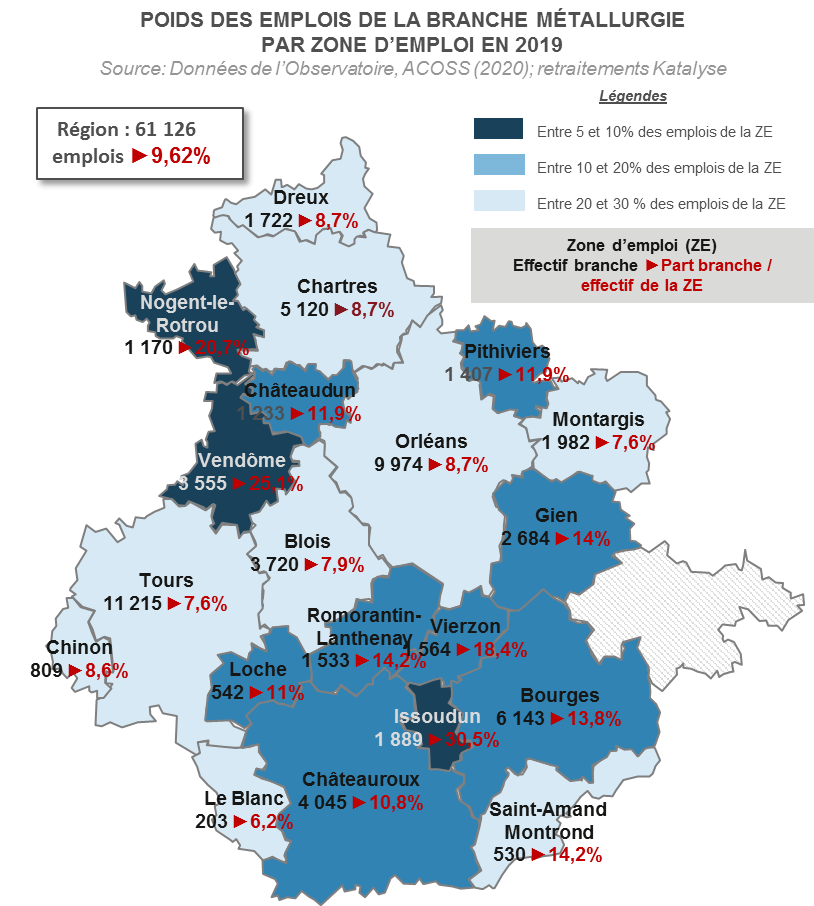 POIDS DES EMPLOIS DE LA BRANCHE MÉTALLURGIE
PAR ZONE D'EMPLOI EN 2019
Source: Données de l'Observatoire, ACOSS (2020); retraitements Katalyse
Légendes
Entre 5 et 10% des emplois de la ZE
Entre 10 et 20% des emplois de la ZE
Entre 20 et 30 % des emplois de la ZE
Zone d'emploi (ZE)
Effectif branche ►Part branche /
effectif de la ZE
Région : 61 126
emplois ►9,62%
Dreux
1 722 ►8,7%
Chartres
5 120 ►8,7%
Nogent-le-
Rotrou
1 170 ►20,7%
Pithiviers
1 407 ►11,9%
Châteaudun
1 233 ►11,9%
Montargis
1 982 ►7,6%
Orléans
9 974 ►8,7%
Vendôme
3 555 ►25,1%
Gien
2 684 ►14%
Blois
3 720 ►7,9%
Tours
11 215 ►7,6%
Romorantin-
Lanthenay
1 533 ►14,2%
Vierzon
1 564 ►18,4%
Chinon
809 ►8,6%
Loche
542 ►11%
Bourges
6 143 ►13,8%
Issoudun
1 889 ►30,5%
Châteauroux
4 045 ►10,8%
Le Blanc
203 ►6,2%
Saint-Amand
Montrond
530 ►14,2%